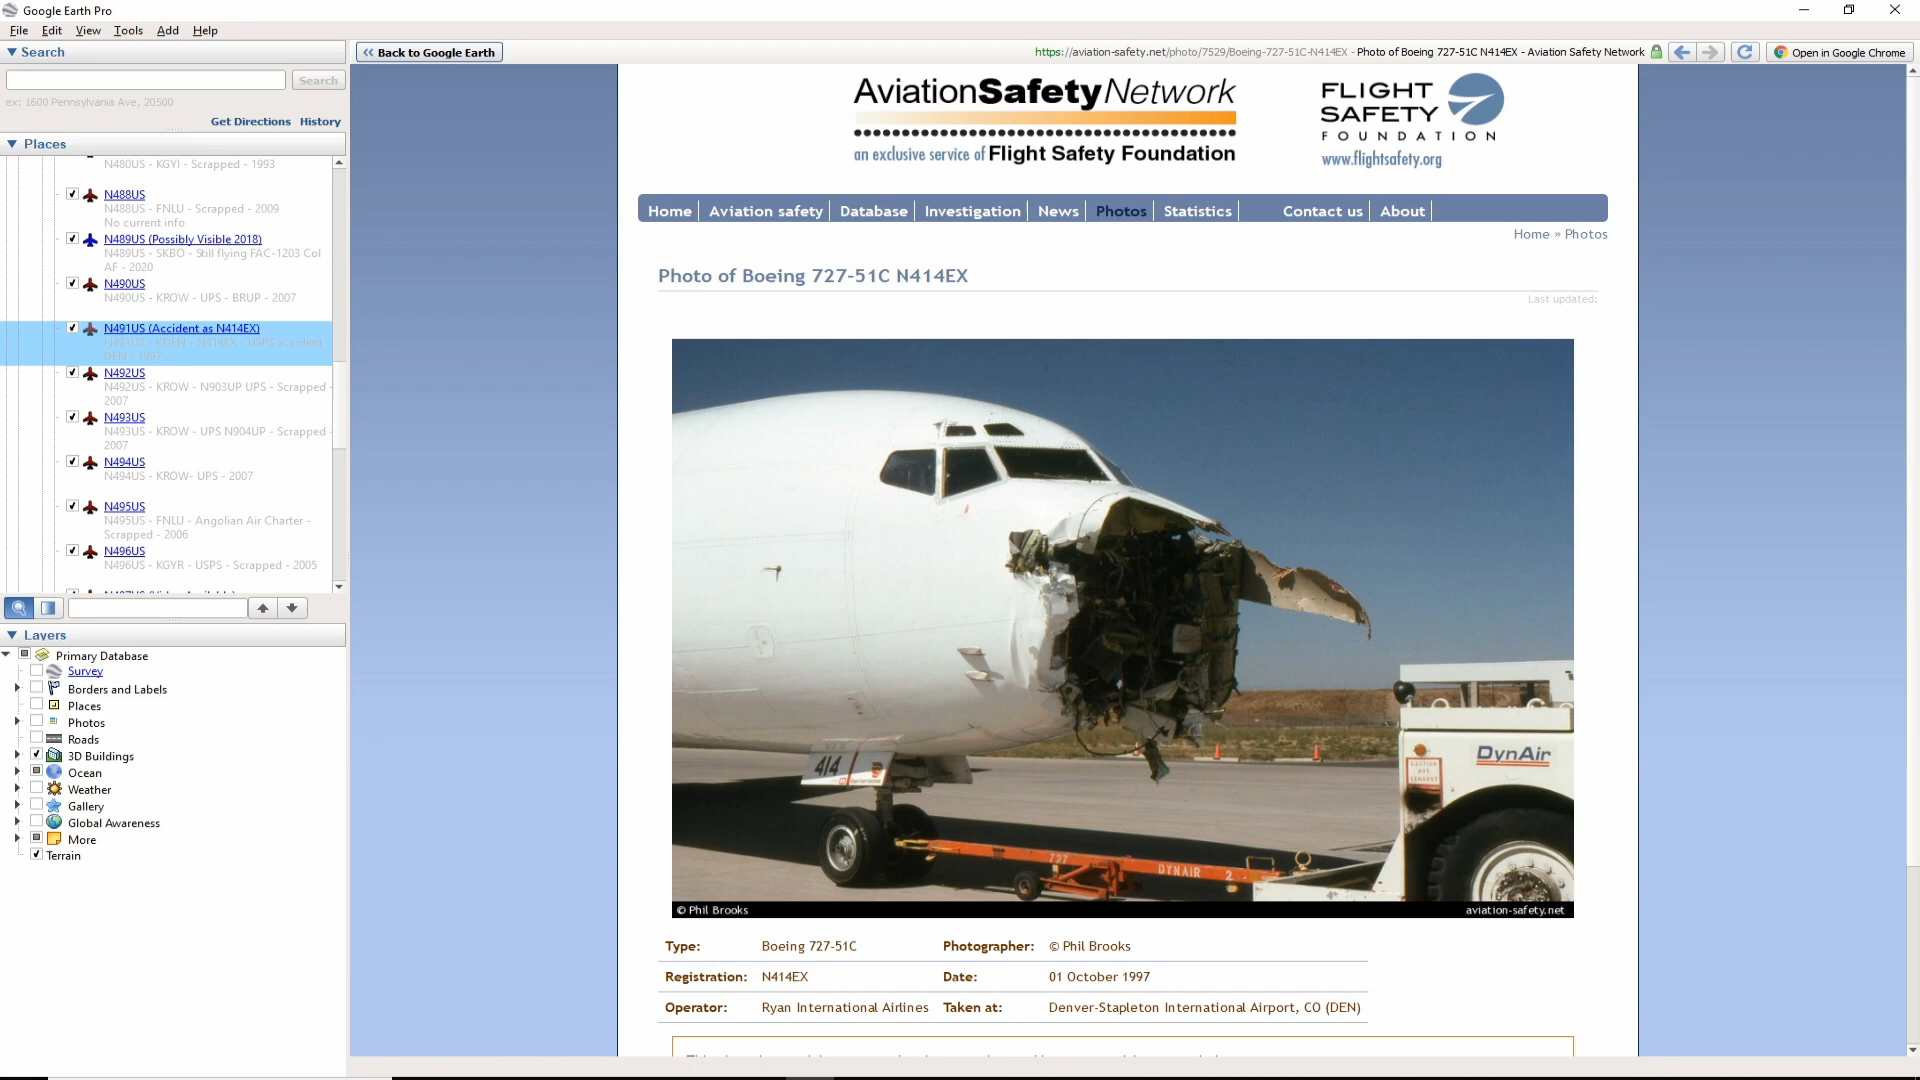 Google Earth Pro
File Edit View Tools Add Help
Search
Search
ex: 1600 Pennsylvania Ave, 20500
Get Directions History
Places
N480US - KGYI - Scrapped - 1993
N488US
N488US - FNLU - Scrapped - 2009
No current info
N489US (Possibly Visible 2018)
N489US - SKBO - Still flying FAC-1203 Col
AF - 2020
N490US
N490US - KROW - UPS - BRUP - 2007
N491US (Accident as N414EX)
N491US - KDEN - N414EX - USPS accident
DEN - 1997
N492US
N492US - KROW - N903UP UPS - Scrapped -
2007
N493US
N493US - KROW - UPS N904UP - Scrapped -
2007
N494US
N494US - KROW- UPS - 2007
N495US
N495US - FNLU - Angolian Air Charter -
Scrapped - 2006
N496US
N496US - KGYR - USPS - Scrapped - 2005
Layers
Primary Database
Survey
Borders and Labels
Places
Photos
Roads
3D Buildings
Ocean
Weather
Gallery
Global Awareness
More
Terrain
Back to Google Earth
https://aviation-safety.net/photo/7529/Boeing-727-51C-N414EX - Photo of Boeing 727-51C N414EX - Aviation Safety Network
Open in Google Chrome
AviationSafetyNetwork
an exclusive service of Flight Safety Foundation
FLIGHT
SAFETY
FOUNDATION
www.flightsafety.org
Home Aviation safety Database Investigation News Photos Statistics Contact us About
Home » Photos
Photo of Boeing 727-51C N414EX
Last updated:
414
DynAir
727
DYNAIR 2
© Phil Brooks
aviation-safety.net
Type: Boeing 727-51C Photographer: © Phil Brooks
Registration: N414EX Date: 01 October 1997
Operator: Ryan International Airlines Taken at: Denver-Stapleton International Airport, CO (DEN)